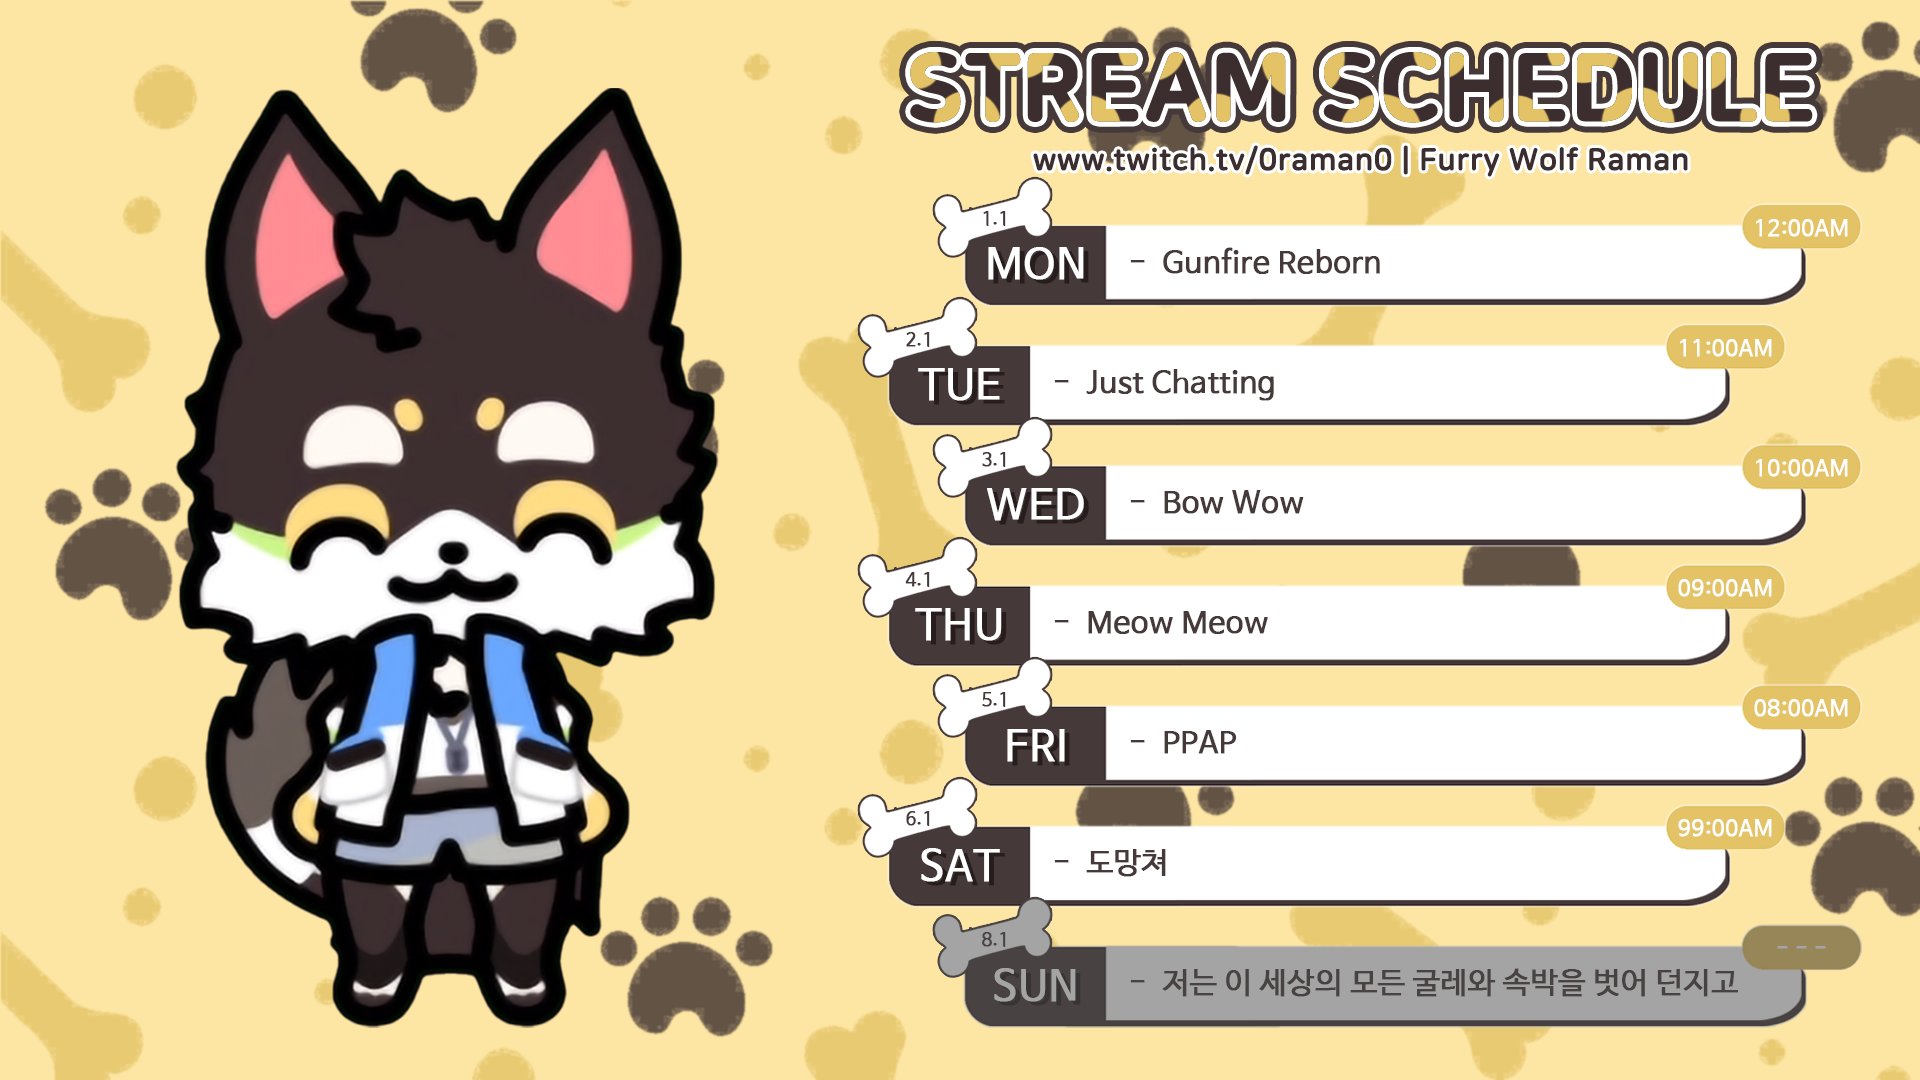 STREAM SCHEDULE
www.twitch.tv/0raman0 | Furry Wolf Raman
1.1
12:00AM
MON - Gunfire Reborn
2.1
11:00AM
TUE - Just Chatting
3.1
10:00AM
WED - Bow Wow
4.1
09:00AM
THU - Meow Meow
5.1
08:00AM
FRI - PPAP
6.1
99:00AM
SAT - 도망쳐
8.1
---
SUN - 저는 이 세상의 모든 굴레와 속박을 벗어 던지고